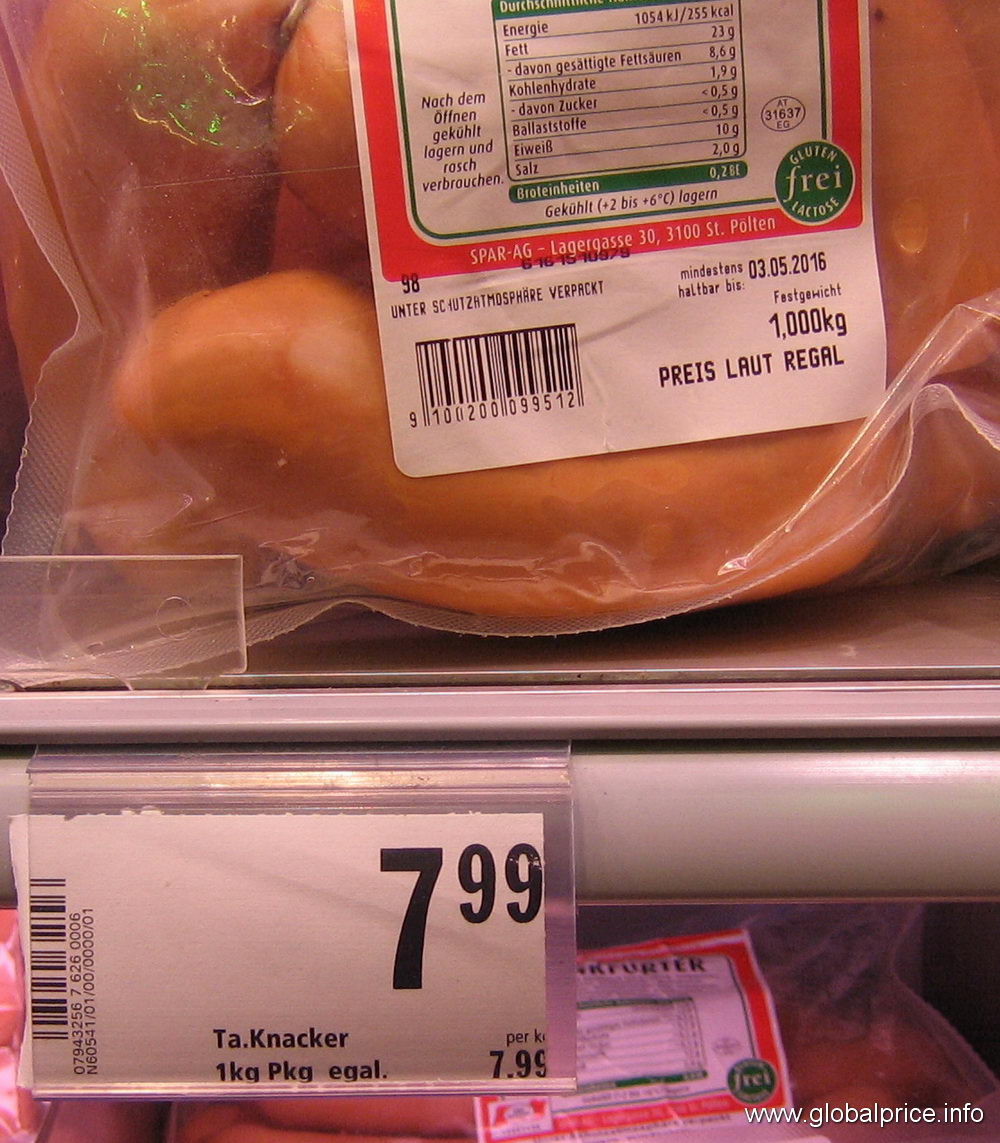 Energie 1054 kJ/255 kcal
Fett 23 g
- davon gesättigte Fettsäuren 8,6 g
Kohlenhydrate 1,9 g
- davon Zucker <0,5 g
Ballaststoffe <0,5 g
Eiweiß 10 g
Salz 2,0 g
Broteinheiten 0,2 BE
Gekühlt (+2 bis +6°C) lagern
Nach dem
Öffnen
gekühlt
lagern und
rasch
verbrauchen.
AT
31637
EG
GLUTEN
frei
LACTOSE
SPAR-AG – Lagergasse 30, 3100 St. Pölten
98
UNTER SCHUTZATMOSPHÄRE VERPACKT
mindestens 03.05.2016
haltbar bis:
Festgewicht
1,000kg
PREIS LAUT REGAL
9 100200 099512
7 99
07943256 7 626 0006
N60541/01/00/0000/01
Ta.Knacker per k
1kg Pkg egal. 7.99
NKFURTER
frei
www.globalprice.info